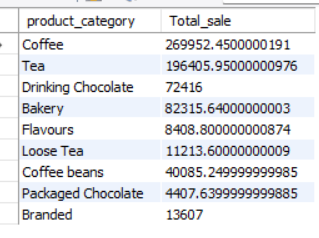 product_category Total_sale
Coffee 269952.4500000191
Tea 196405.95000000976
Drinking Chocolate 72416
Bakery 82315.64000000003
Flavours 8408.800000000874
Loose Tea 11213.60000000009
Coffee beans 40085.249999999985
Packaged Chocolate 4407.6399999999885
Branded 13607